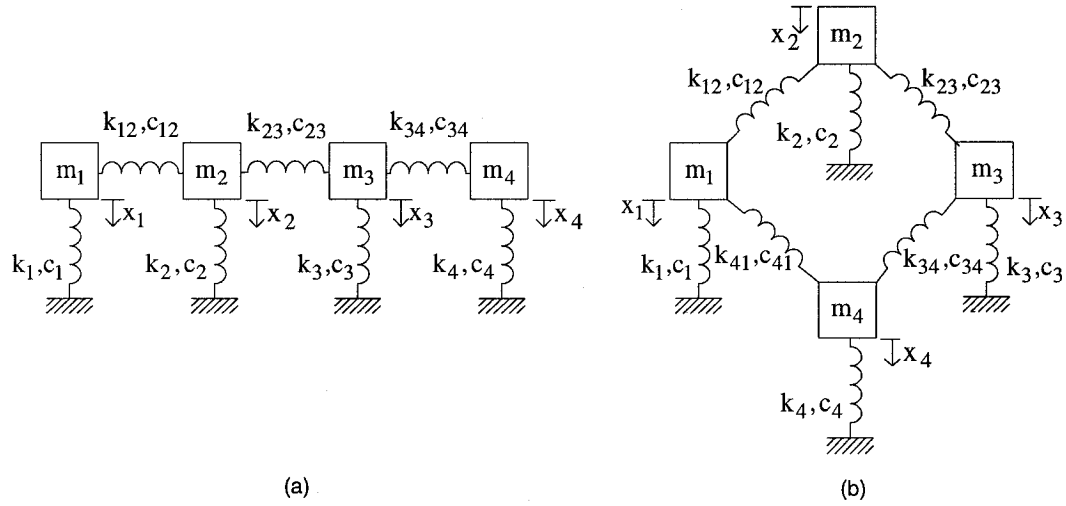 k12,c12 k23,c23 k34,c34
m1 m2 m3 m4
x1 x2 x3 x4
k1,c1 k2,c2 k3,c3 k4,c4
(a)
x2 m2
k12,c12 k23,c23
k2,c2
m1 m3
x1 x3
k1,c1 k41,c41 k34,c34 k3,c3
m4
x4
k4,c4
(b)